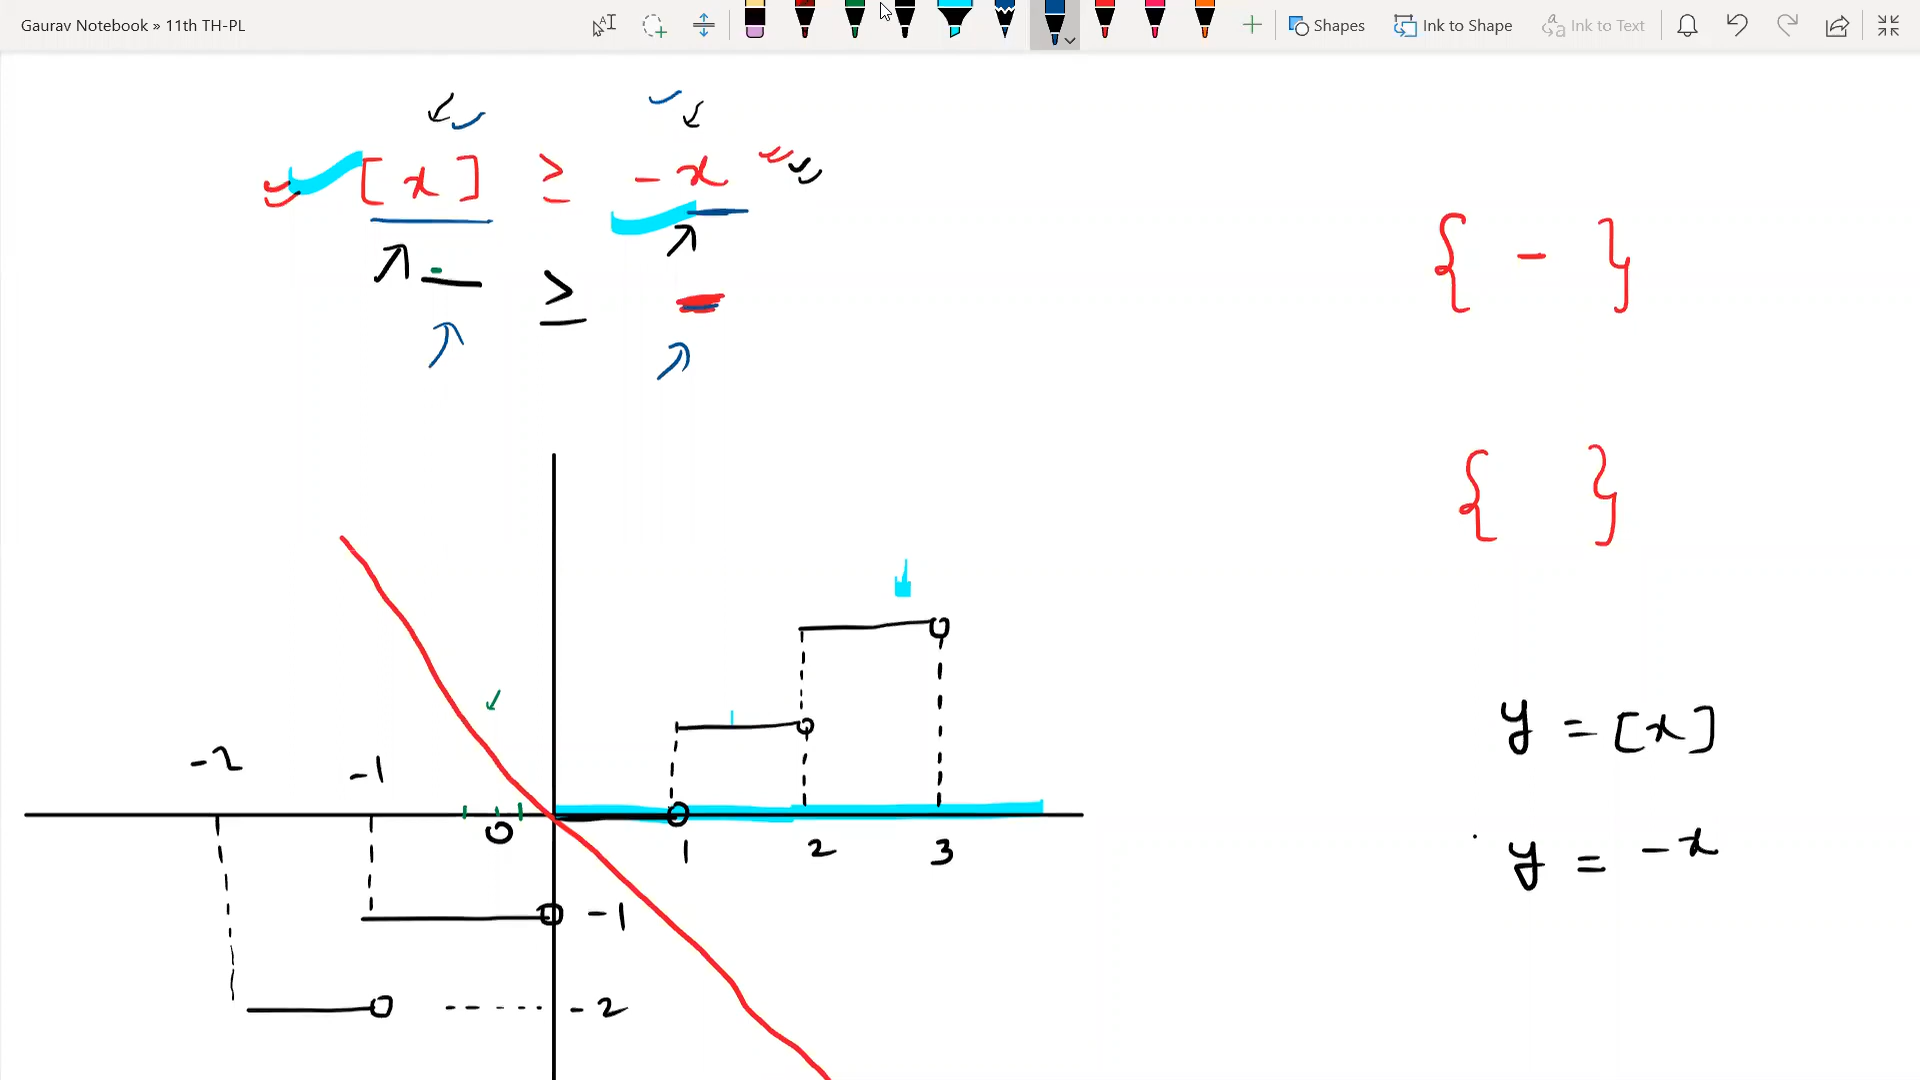 Gaurav Notebook » 11th TH-PL
Shapes
Ink to Shape
Ink to Text
[x] ≥ -x
≥
{ - }
{ }
y = [x]
-2 -1
0 1 2 3
y = -x
-1
-2